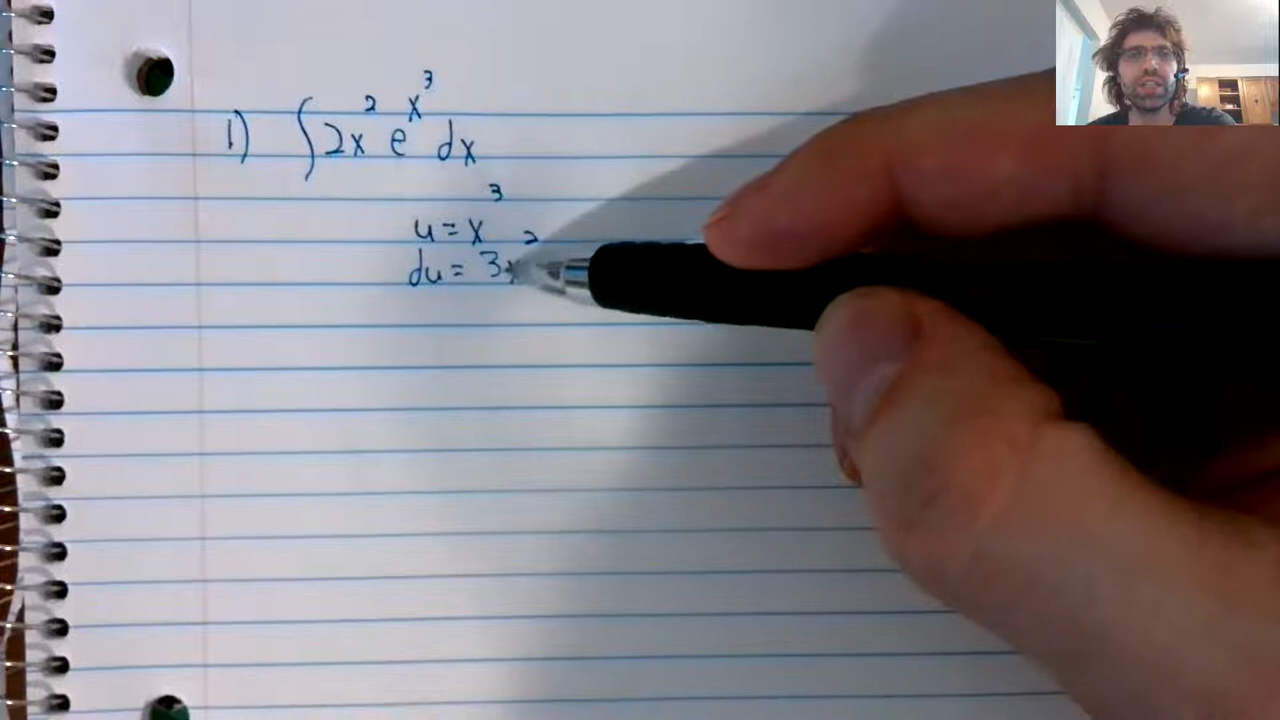 1) ∫2x² e^x³ dx
u = x³
du = 3x²